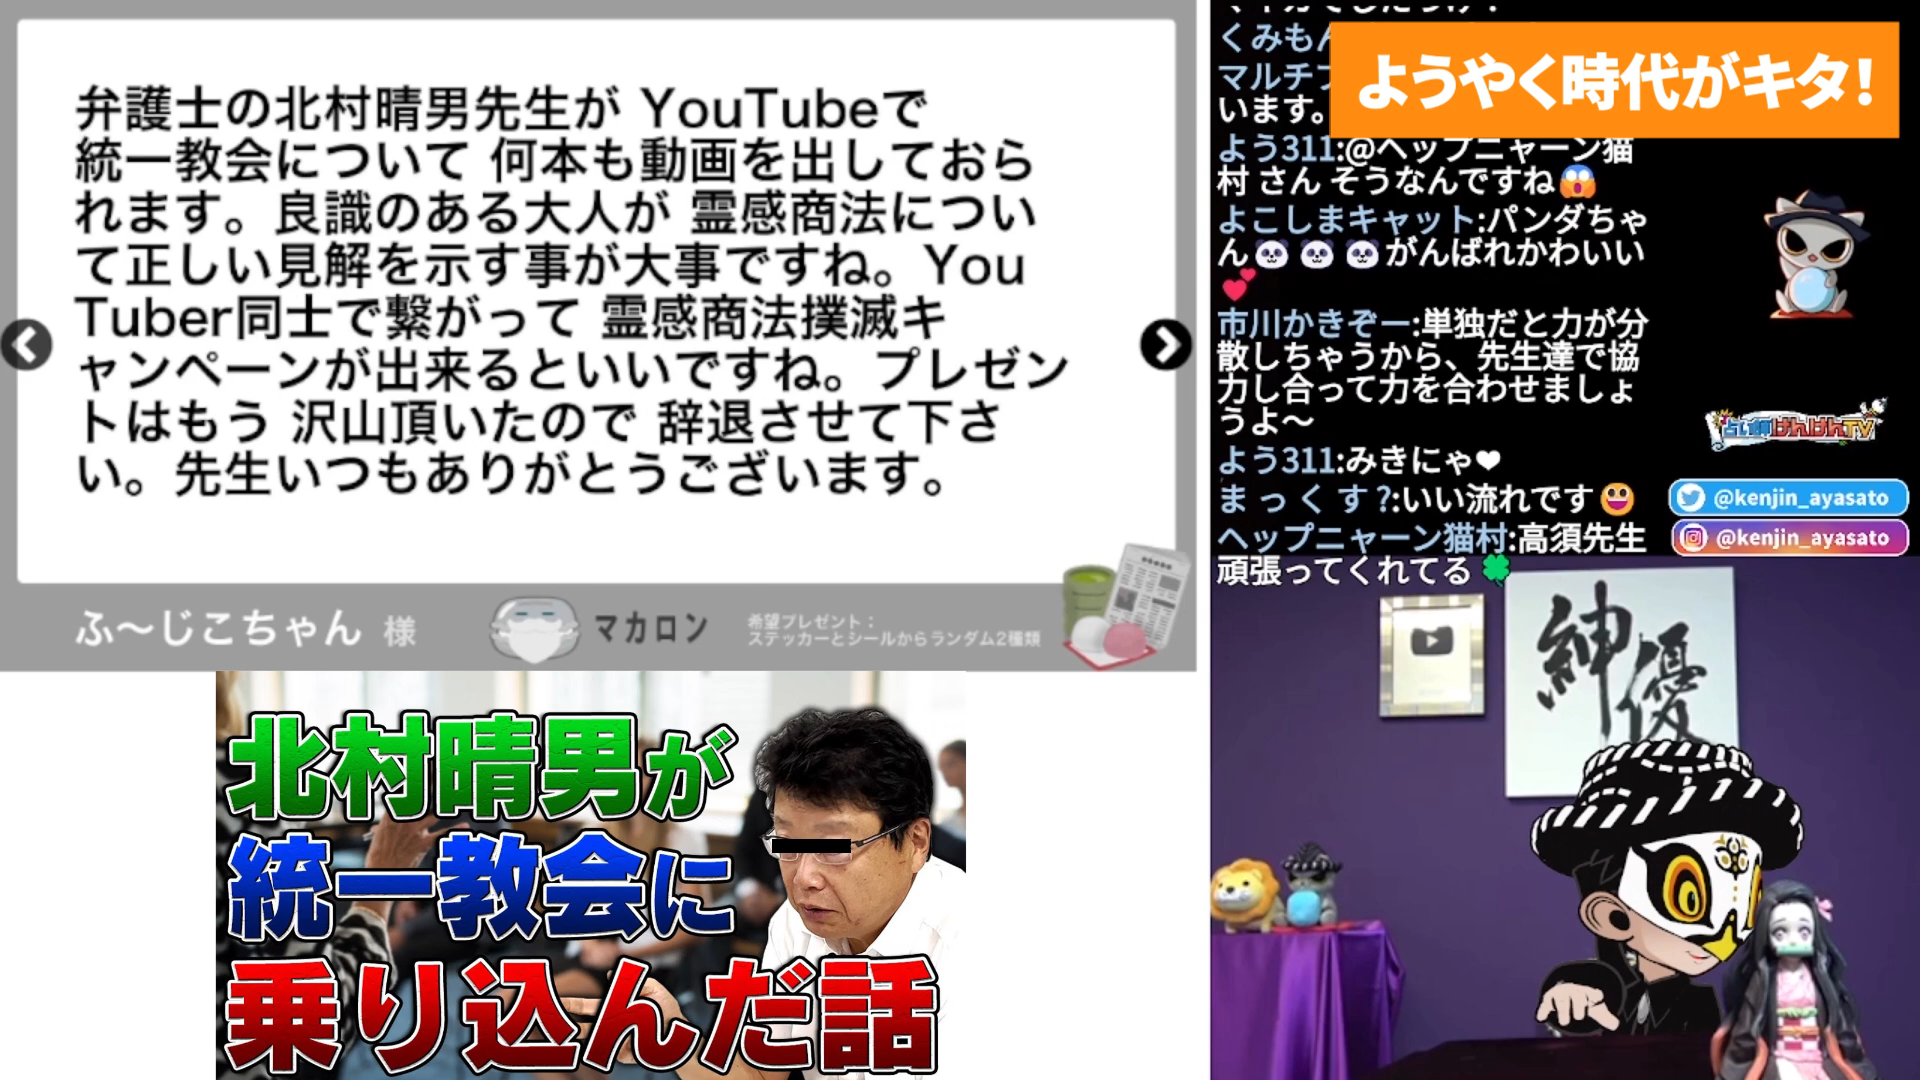 弁護士の北村晴男先生が YouTubeで
統一教会について 何本も動画を出しておら
れます。良識のある大人が 霊感商法につい
て正しい見解を示す事が大事ですね。You
Tuber同士で繋がって 霊感商法撲滅キ
ャンペーンが出来るといいですね。プレゼン
トはもう 沢山頂いたので 辞退させて下さ
い。先生いつもありがとうございます。
ふ〜じこちゃん 様
マカロン
希望プレゼント：
ステッカーとシールからランダム2種類
北村晴男が
統一教会に
乗り込んだ話
ようやく時代がキタ！
くみも
マルチ
います。
よう311:@ヘップニャーン猫
村 さん そうなんですね😱
よこしまキャット:パンダちゃ
ん🐼🐼🐼がんばれかわいい
💕
市川かきぞー:単独だと力が分
散しちゃうから、先生達で協
力し合って力を合わせましょ
うよ〜
よう311:みきにゃ❤
ま っ く す ?:いい流れです😀
ヘップニャーン猫村:高須先生
頑張ってくれてる🍀
占い師けんけんTV
@kenjin_ayasato
@kenjin_ayasato
紳優